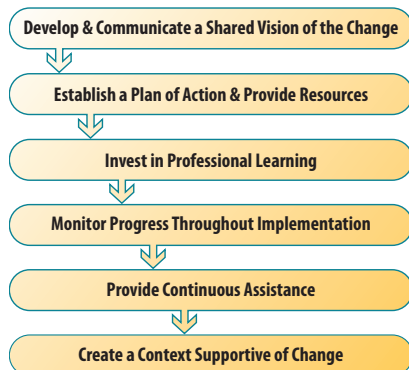 Develop & Communicate a Shared Vision of the Change
Establish a Plan of Action & Provide Resources
Invest in Professional Learning
Monitor Progress Throughout Implementation
Provide Continuous Assistance
Create a Context Supportive of Change